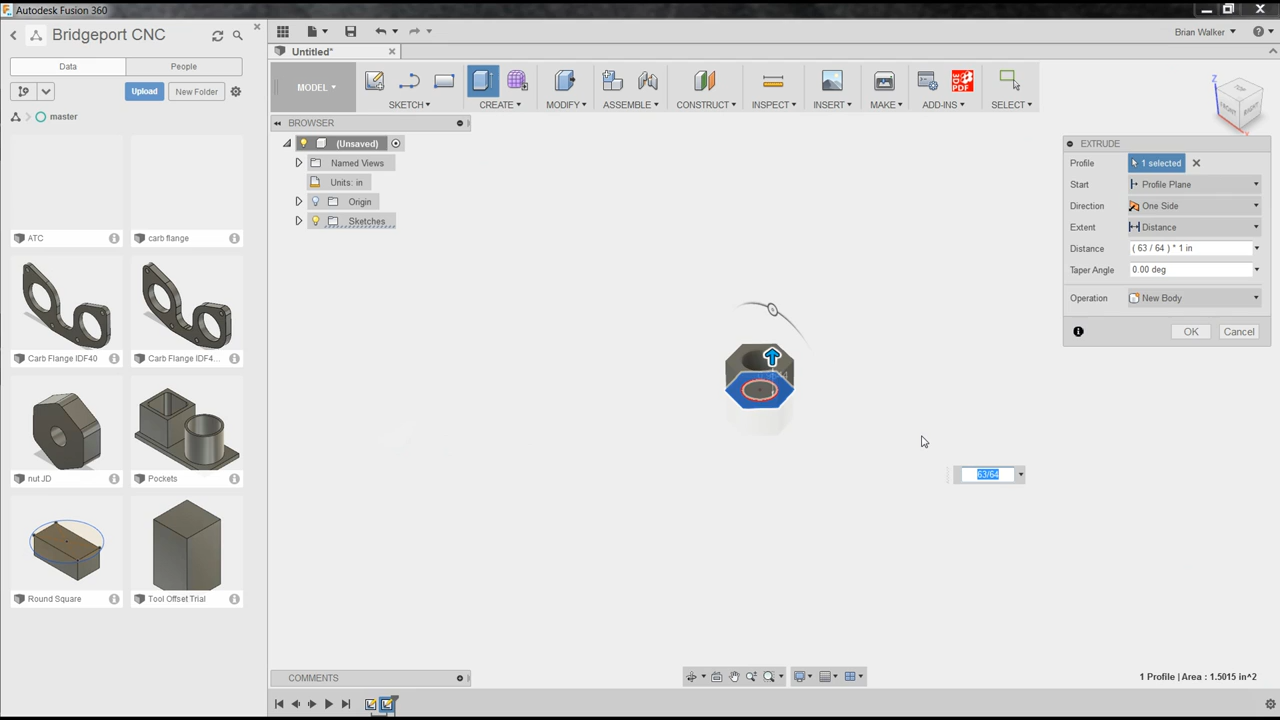 Autodesk Fusion 360
Bridgeport CNC
Data People
Upload New Folder
master
ATC
carb flange
Carb Flange IDF40
Carb Flange IDF4...
nut JD
Pockets
Round Square
Tool Offset Trial
Brian Walker
Untitled*
MODEL
SKETCH
CREATE
MODIFY
ASSEMBLE
CONSTRUCT
INSPECT
INSERT
MAKE
ADD-INS
SELECT
BROWSER
(Unsaved)
Named Views
Units: in
Origin
Sketches
EXTRUDE
Profile 1 selected
Start Profile Plane
Direction One Side
Extent Distance
Distance ( 63 / 64 ) * 1 in
Taper Angle 0.00 deg
Operation New Body
OK Cancel
63/64
COMMENTS
1 Profile | Area : 1.5015 in^2